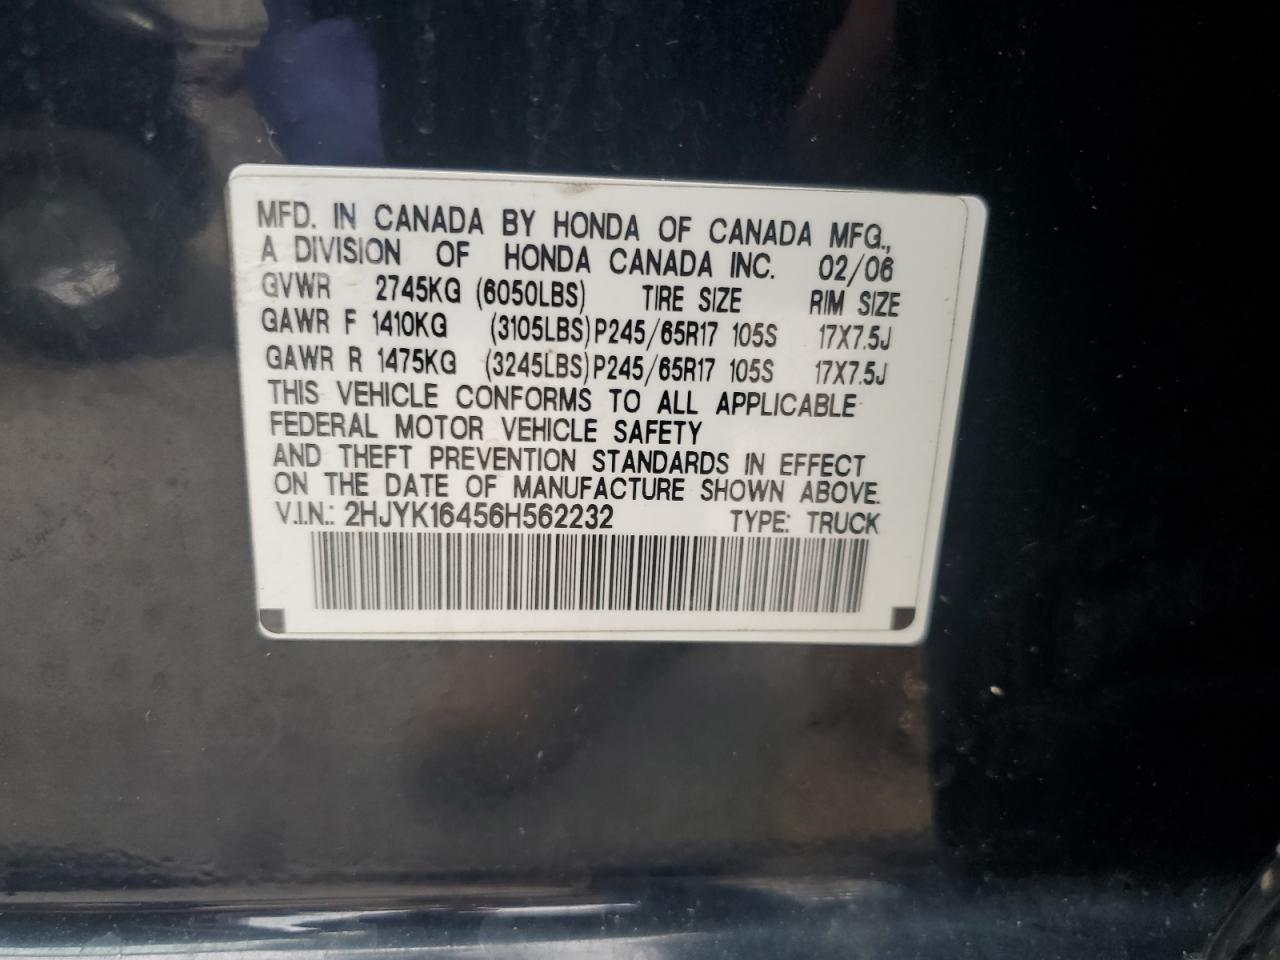 MFD. IN CANADA BY HONDA OF CANADA MFG.,
A DIVISION OF HONDA CANADA INC. 02/06
GVWR 2745KG (6050LBS) TIRE SIZE RIM SIZE
GAWR F 1410KG (3105LBS) P245/65R17 105S 17X7.5J
GAWR R 1475KG (3245LBS) P245/65R17 105S 17X7.5J
THIS VEHICLE CONFORMS TO ALL APPLICABLE
FEDERAL MOTOR VEHICLE SAFETY
AND THEFT PREVENTION STANDARDS IN EFFECT
ON THE DATE OF MANUFACTURE SHOWN ABOVE.
V.I.N.: 2HJYK16456H562232 TYPE: TRUCK